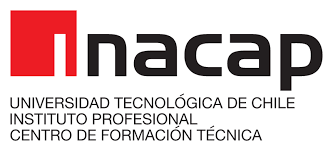 inacap
UNIVERSIDAD TECNOLÓGICA DE CHILE
INSTITUTO PROFESIONAL
CENTRO DE FORMACIÓN TÉCNICA